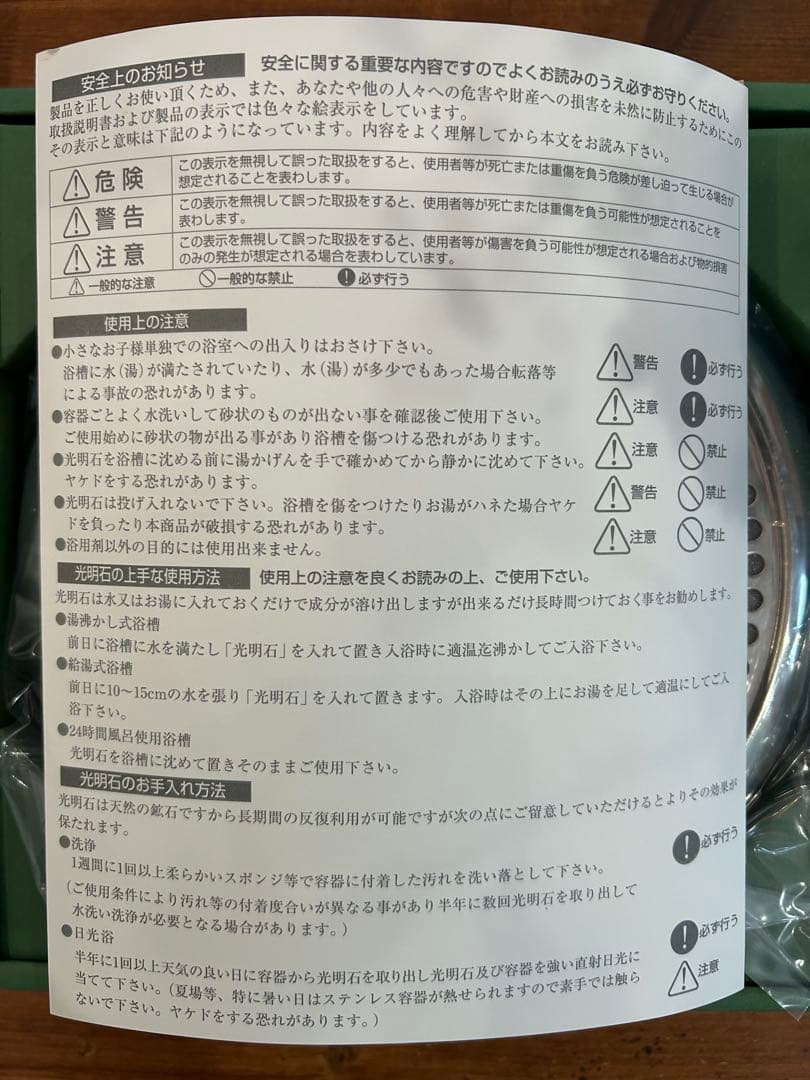 安全上のお知らせ 安全に関する重要な内容ですのでよくお読みのうえ必ずお守りください。
製品を正しくお使い頂くため、また、あなたや他の人々への危害や財産への損害を未然に防止するためにこの
取扱説明書および製品の表示では色々な絵表示をしています。
その表示と意味は下記のようになっています。内容をよく理解してから本文をお読み下さい。
危険 この表示を無視して誤った取扱をすると、使用者等が死亡または重傷を負う危険が差し迫って生じる場合が
想定されることを表わします。
警告 この表示を無視して誤った取扱をすると、使用者等が死亡または重傷を負う可能性が想定されることを
表わします。
注意 この表示を無視して誤った取扱をすると、使用者等が傷害を負う可能性が想定される場合および物的損害
のみの発生が想定される場合を表わしています。
一般的な注意 一般的な禁止 必ず行う
使用上の注意
●小さなお子様単独での浴室への出入りはおさけ下さい。
浴槽に水（湯）が満たされていたり、水（湯）が多少でもあった場合転落等 警告 必ず行う
による事故の恐れがあります。
●容器ごとよく水洗いして砂状のものが出ない事を確認後ご使用下さい。 注意 必ず行う
ご使用始めに砂状の物が出る事があり浴槽を傷つける恐れがあります。
●光明石を浴槽に沈める前に湯かげんを手で確かめてから静かに沈めて下さい。 注意 禁止
ヤケドをする恐れがあります。
●光明石は投げ入れないで下さい。浴槽を傷をつけたりお湯がハネた場合ヤケ 警告 禁止
ドを負ったり本商品が破損する恐れがあります。
●浴用剤以外の目的には使用出来ません。 注意 禁止
光明石の上手な使用方法 使用上の注意を良くお読みの上、ご使用下さい。
光明石は水又はお湯に入れておくだけで成分が溶け出しますが出来るだけ長時間つけておく事をお勧めします。
●湯沸かし式浴槽
前日に浴槽に水を満たし「光明石」を入れて置き入浴時に適温迄沸かしてご入浴下さい。
●給湯式浴槽
前日に10〜15cmの水を張り「光明石」を入れて置きます。入浴時はその上にお湯を足して適温にしてご入
浴下さい。
●24時間風呂使用浴槽
光明石を浴槽に沈めて置きそのままご使用下さい。
光明石のお手入れ方法
光明石は天然の鉱石ですから長期間の反復利用が可能ですが次の点にご留意していただけるとよりその効果が
保たれます。
●洗浄 必ず行う
1週間に1回以上柔らかいスポンジ等で容器に付着した汚れを洗い落として下さい。
（ご使用条件により汚れ等の付着度合いが異なる事があり半年に数回光明石を取り出して
水洗い洗浄が必要となる場合があります。）
●日光浴 必ず行う
半年に1回以上天気の良い日に容器から光明石を取り出し光明石及び容器を強い直射日光に
当てて下さい。（夏場等、特に暑い日はステンレス容器が熱せられますので素手では触ら 注意
ないで下さい。ヤケドをする恐れがあります。）